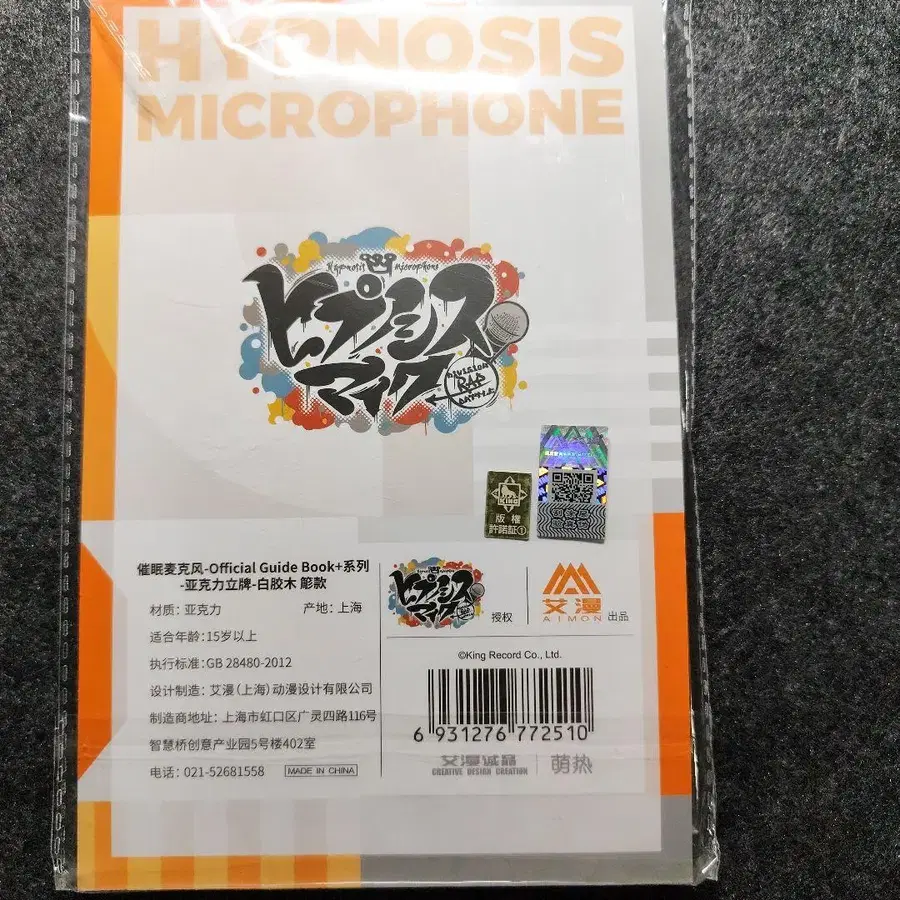 HYPNOSIS
MICROPHONE
Hypnosis microphone
ヒプノシス
マイク
DIVISION
RAP
BATTLE
KING
版権
許諾証①
催眠麦克风-Official Guide Book+系列
-亚克力立牌-白胶木 簓款
材质：亚克力 产地：上海
适合年龄：15岁以上
执行标准：GB 28480-2012
设计制造：艾漫（上海）动漫设计有限公司
制造商地址：上海市虹口区广灵四路116号
智慧桥创意产业园5号楼402室
电话：021-52681558 MADE IN CHINA
ヒプノシス
マイク
授权
艾漫
AIMON 出品
©King Record Co., Ltd.
6 931276 772510
艾漫诚品
CREATIVE DESIGN CREATION
萌热